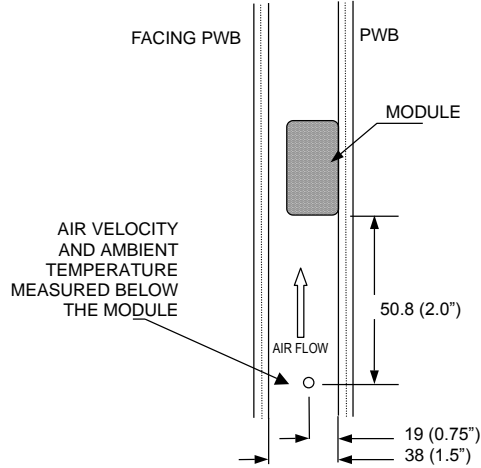 FACING PWB
PWB
MODULE
AIR VELOCITY
AND AMBIENT
TEMPERATURE
MEASURED BELOW
THE MODULE
50.8 (2.0”)
AIR FLOW
19 (0.75”)
38 (1.5”)